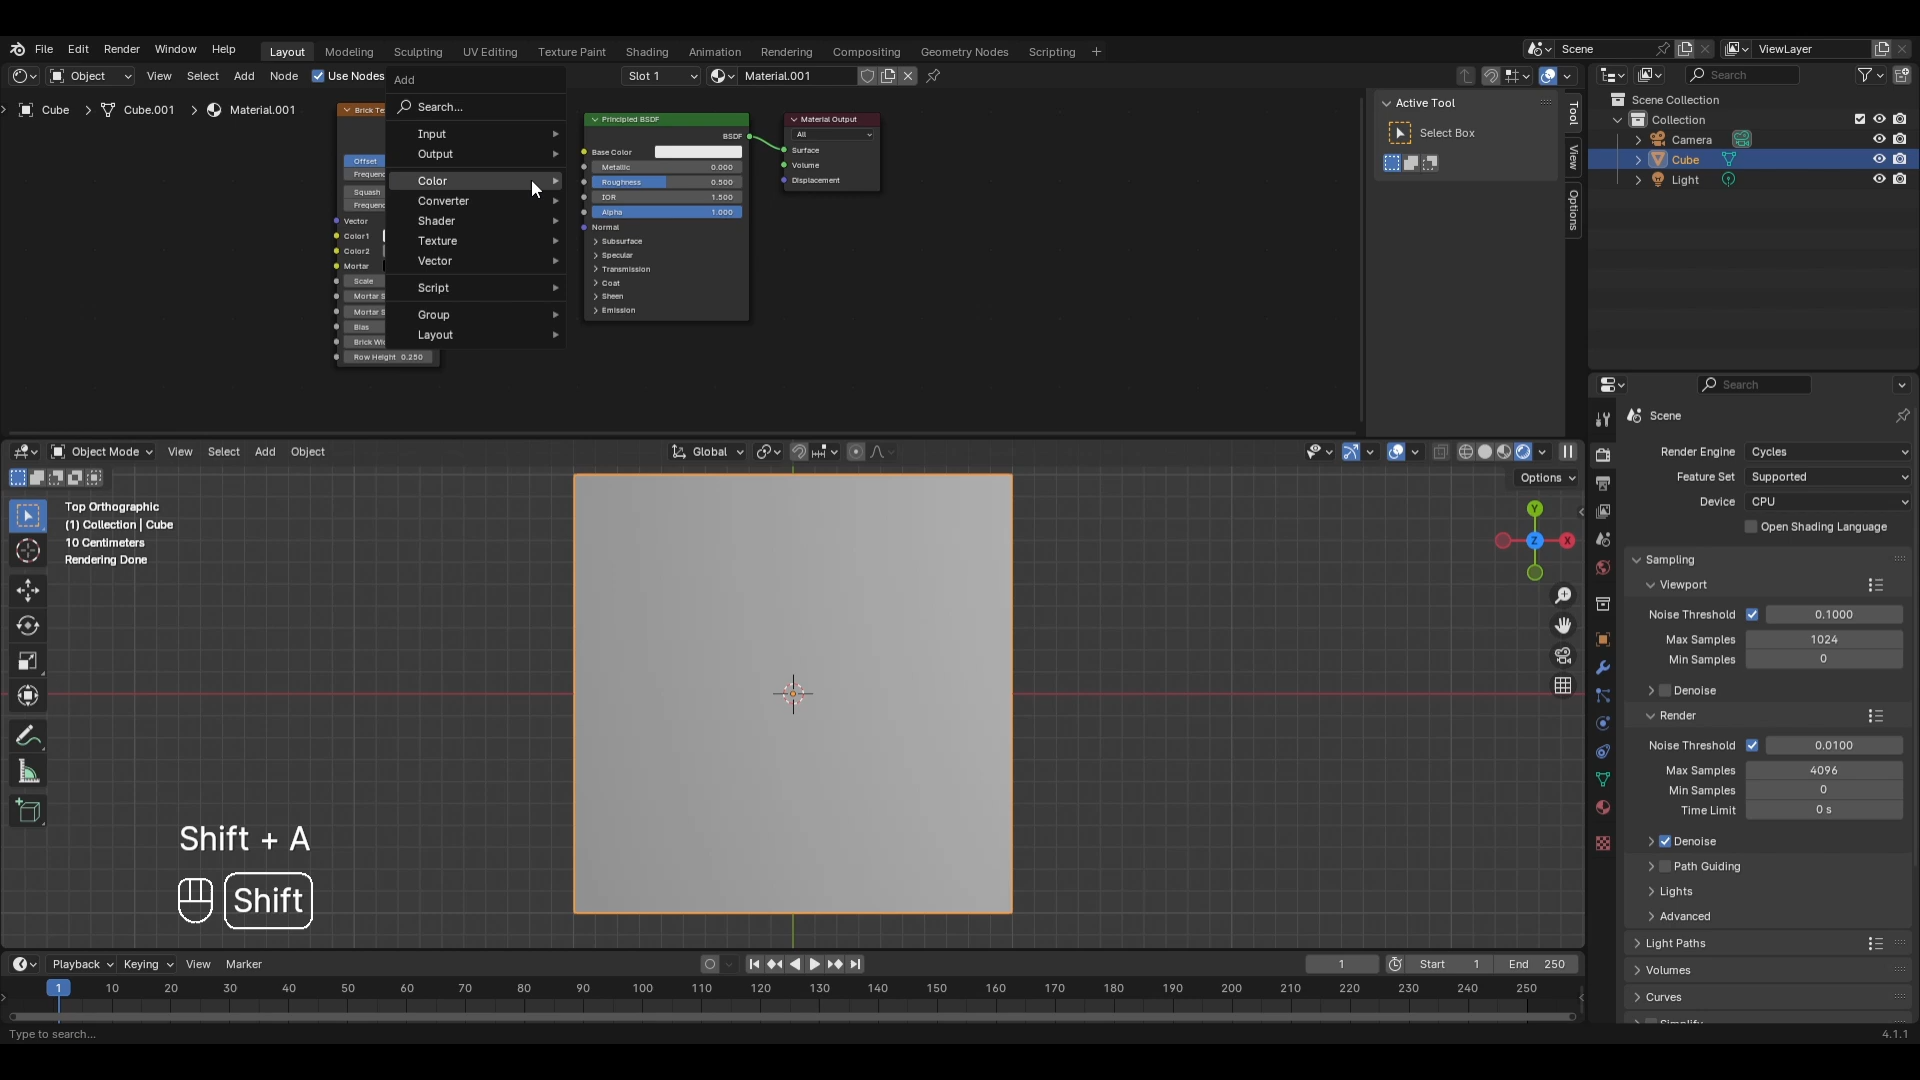 File Edit Render Window Help
Layout Modeling Sculpting UV Editing Texture Paint Shading Animation Rendering Compositing Geometry Nodes Scripting +
Scene
ViewLayer
Object View Select Add Node Use Nodes
Slot 1
Material.001
Search
Cube > Cube.001 > Material.001
Add
Search...
Input
Output
Color
Converter
Shader
Texture
Vector
Script
Group
Layout
Offset
Squash
Vector
Color1
Color2
Mortar
Scale
Bias
Row Height 0.250
Principled BSDF
BSDF
Base Color
Metallic 0.000
Roughness 0.500
IOR 1.500
Alpha 1.000
Normal
Subsurface
Specular
Transmission
Coat
Sheen
Emission
Material Output
All
Surface
Volume
Displacement
Active Tool
Select Box
Tool
View
Options
Scene Collection
Collection
Camera
Cube
Light
Object Mode View Select Add Object
Global
Options
Top Orthographic
(1) Collection | Cube
10 Centimeters
Rendering Done
Y
Z
X
Shift + A
Shift
Search
Scene
Render Engine Cycles
Feature Set Supported
Device CPU
Open Shading Language
Sampling
Viewport
Noise Threshold 0.1000
Max Samples 1024
Min Samples 0
Denoise
Render
Noise Threshold 0.0100
Max Samples 4096
Min Samples 0
Time Limit 0 s
Denoise
Path Guiding
Lights
Advanced
Light Paths
Volumes
Curves
Playback Keying View Marker
1
Start 1
End 250
1 10 20 30 40 50 60 70 80 90 100 110 120 130 140 150 160 170 180 190 200 210 220 230 240 250
Type to search...
4.1.1